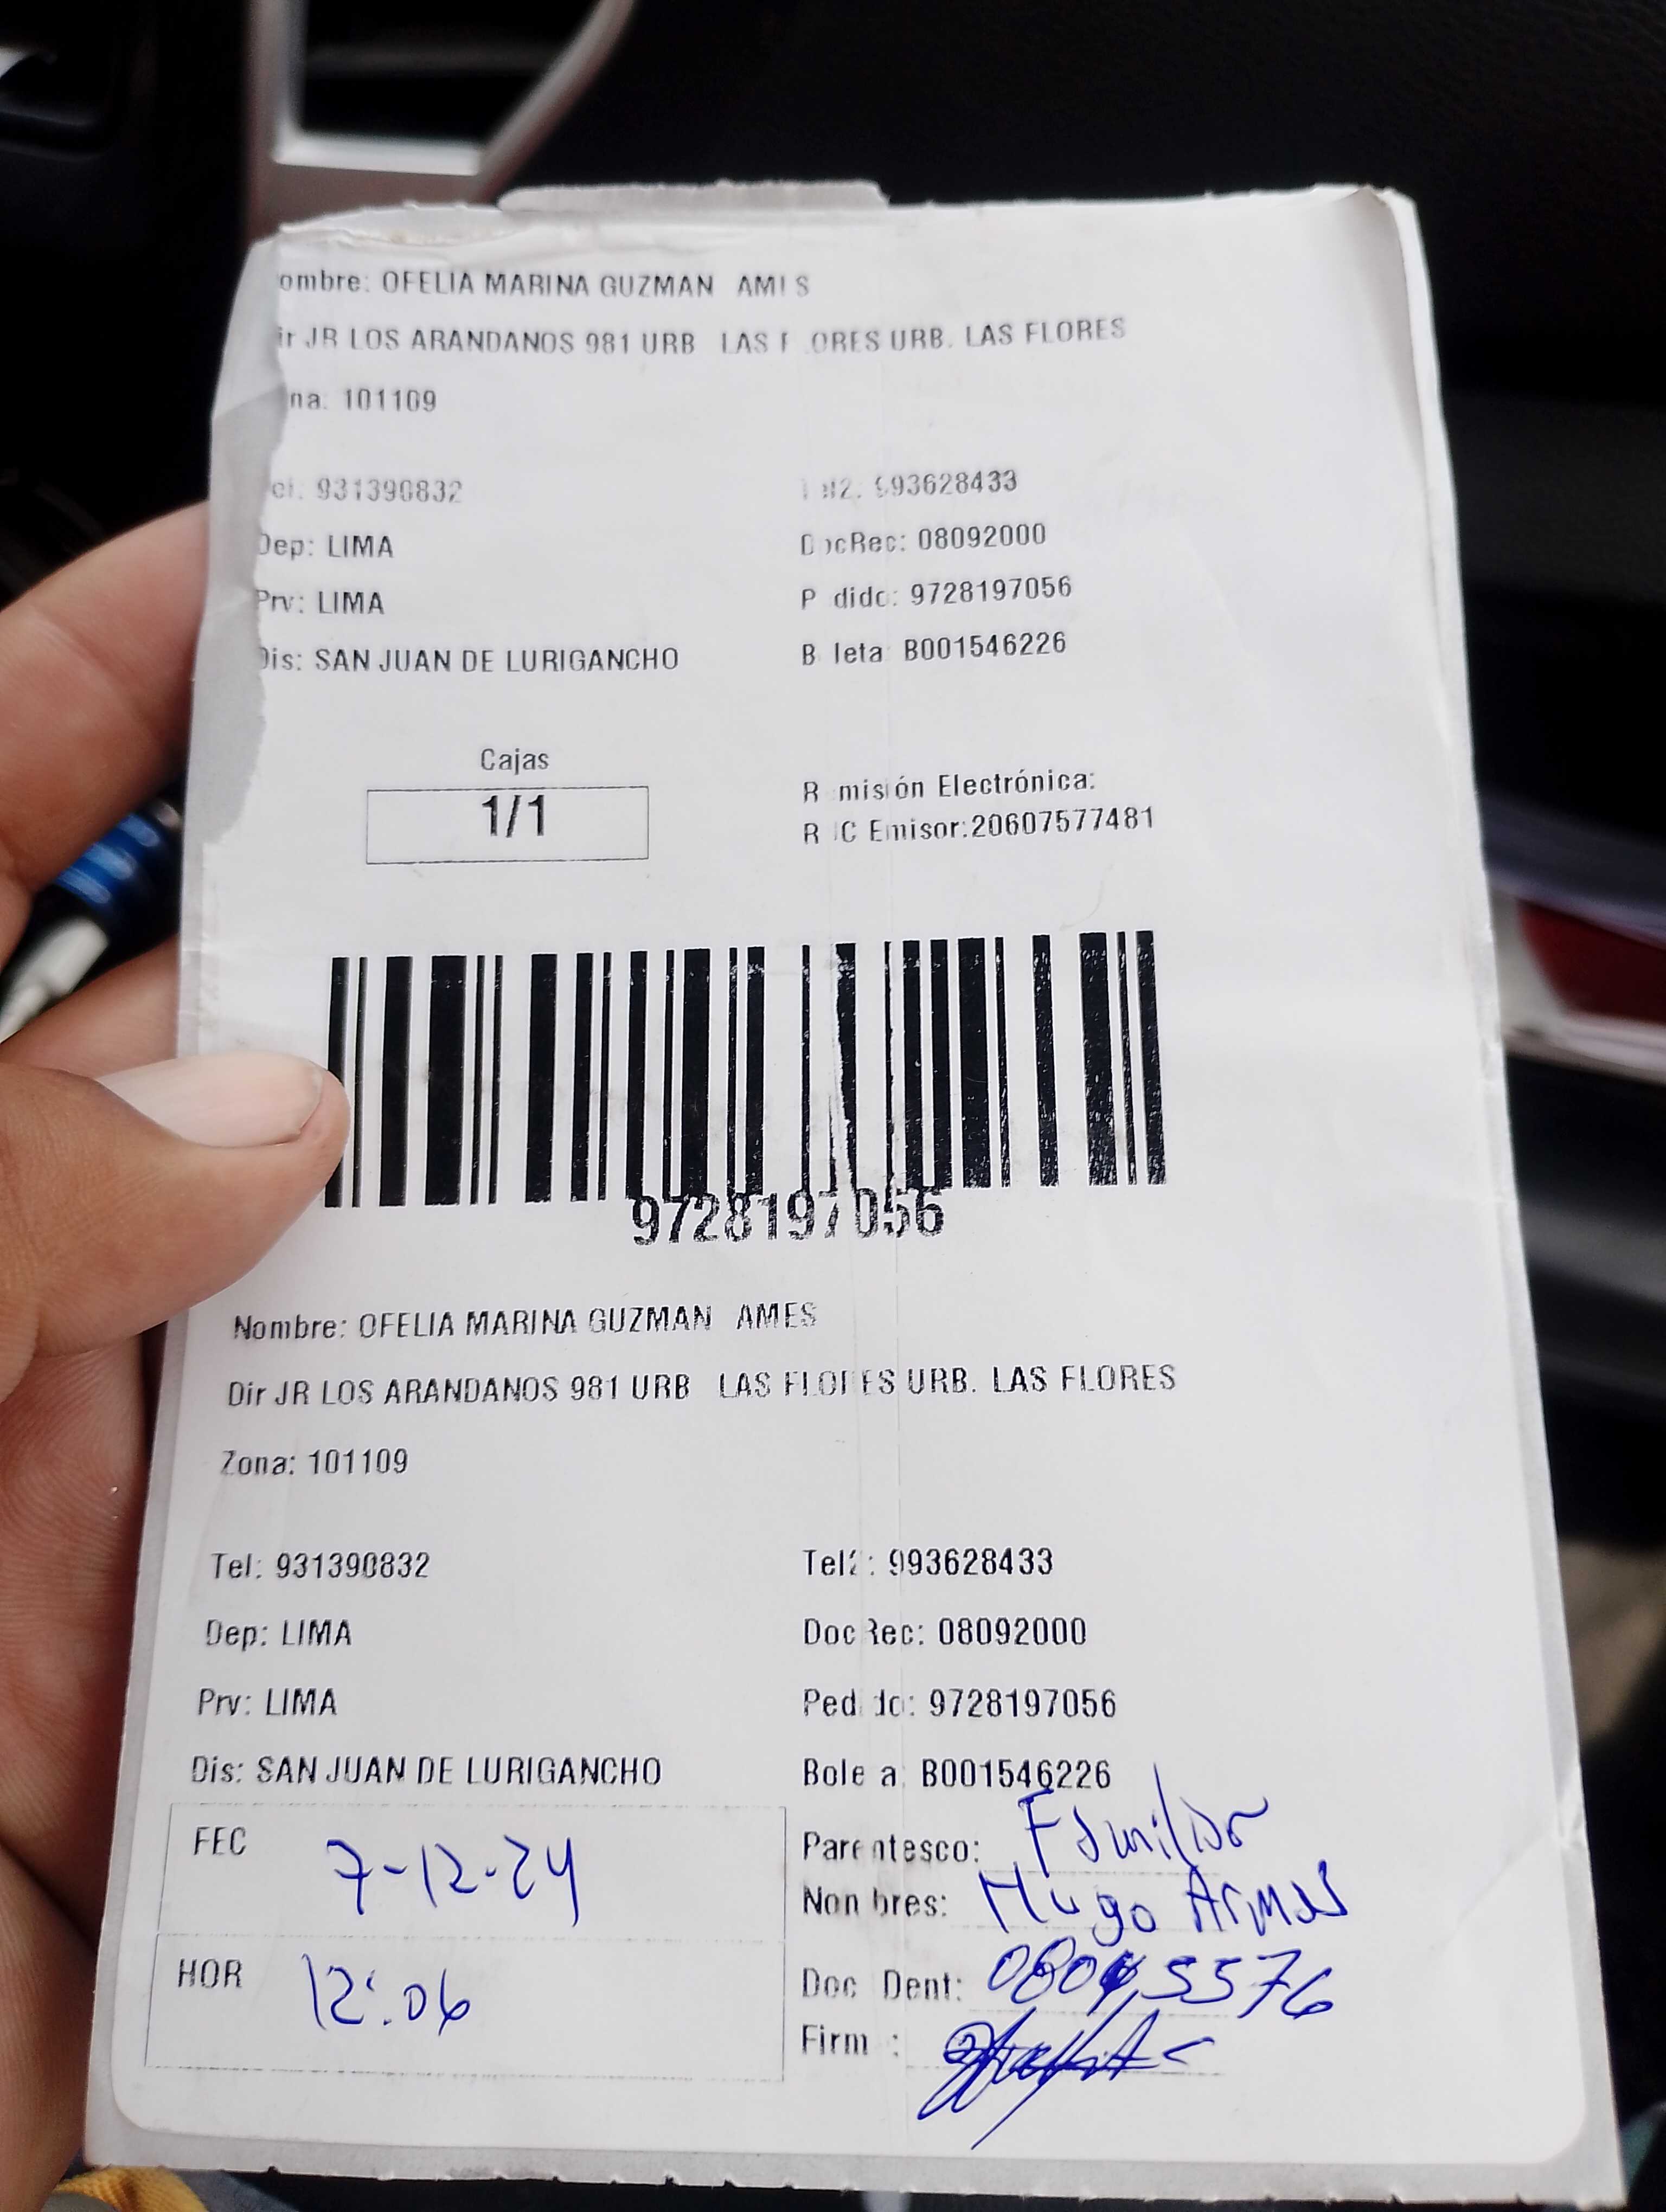 ombre: OFELIA MARINA GUZMAN AMES
ir JR LOS ARANDANOS 981 URB LAS FLORES URB. LAS FLORES
na: 101109
el: 931390832 Tel2: 993628433
Dep: LIMA DocRec: 08092000
Prv: LIMA Pedido: 9728197056
Dis: SAN JUAN DE LURIGANCHO Boleta: B001546226
Cajas
1/1
Remisión Electrónica:
RUC Emisor:20607577481
9728197056
Nombre: OFELIA MARINA GUZMAN AMES
Dir JR LOS ARANDANOS 981 URB LAS FLORES URB. LAS FLORES
Zona: 101109
Tel: 931390832 Tel2: 993628433
Dep: LIMA DocRec: 08092000
Prv: LIMA Pedido: 9728197056
Dis: SAN JUAN DE LURIGANCHO Boleta: B001546226
FEC 7-12-24
Parentesco: Familiar
Nombres: Hugo Armas
HOR 12:06
Doc Dent:
Firm :